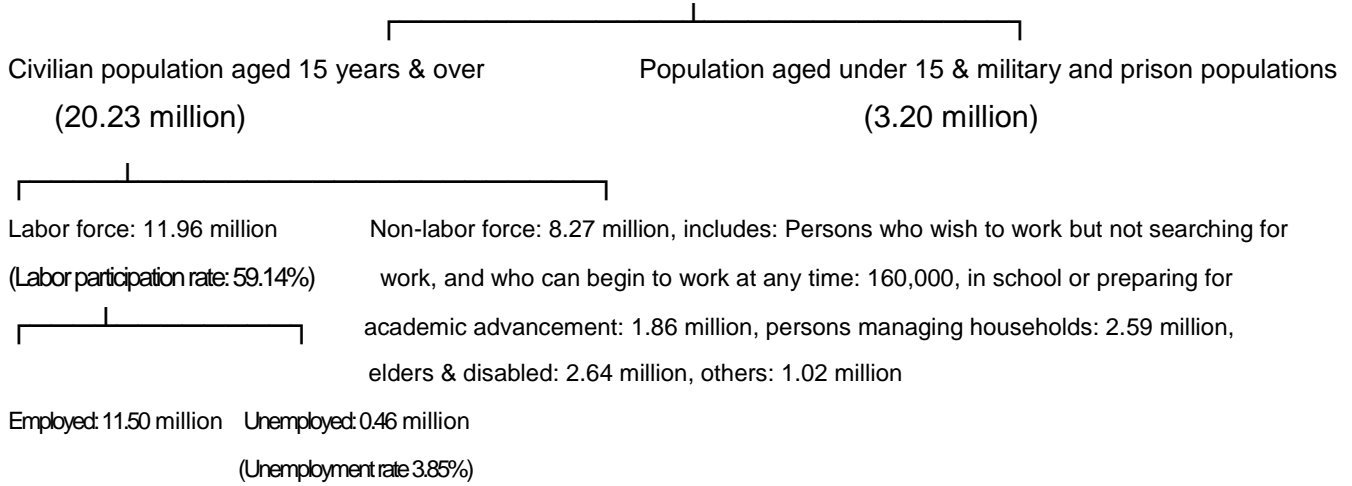 Civilian population aged 15 years & over Population aged under 15 & military and prison populations
(20.23 million) (3.20 million)
Labor force: 11.96 million Non-labor force: 8.27 million, includes: Persons who wish to work but not searching for
(Labor participation rate: 59.14%) work, and who can begin to work at any time: 160,000, in school or preparing for
academic advancement: 1.86 million, persons managing households: 2.59 million,
elders & disabled: 2.64 million, others: 1.02 million
Employed: 11.50 million Unemployed: 0.46 million
(Unemployment rate 3.85%)